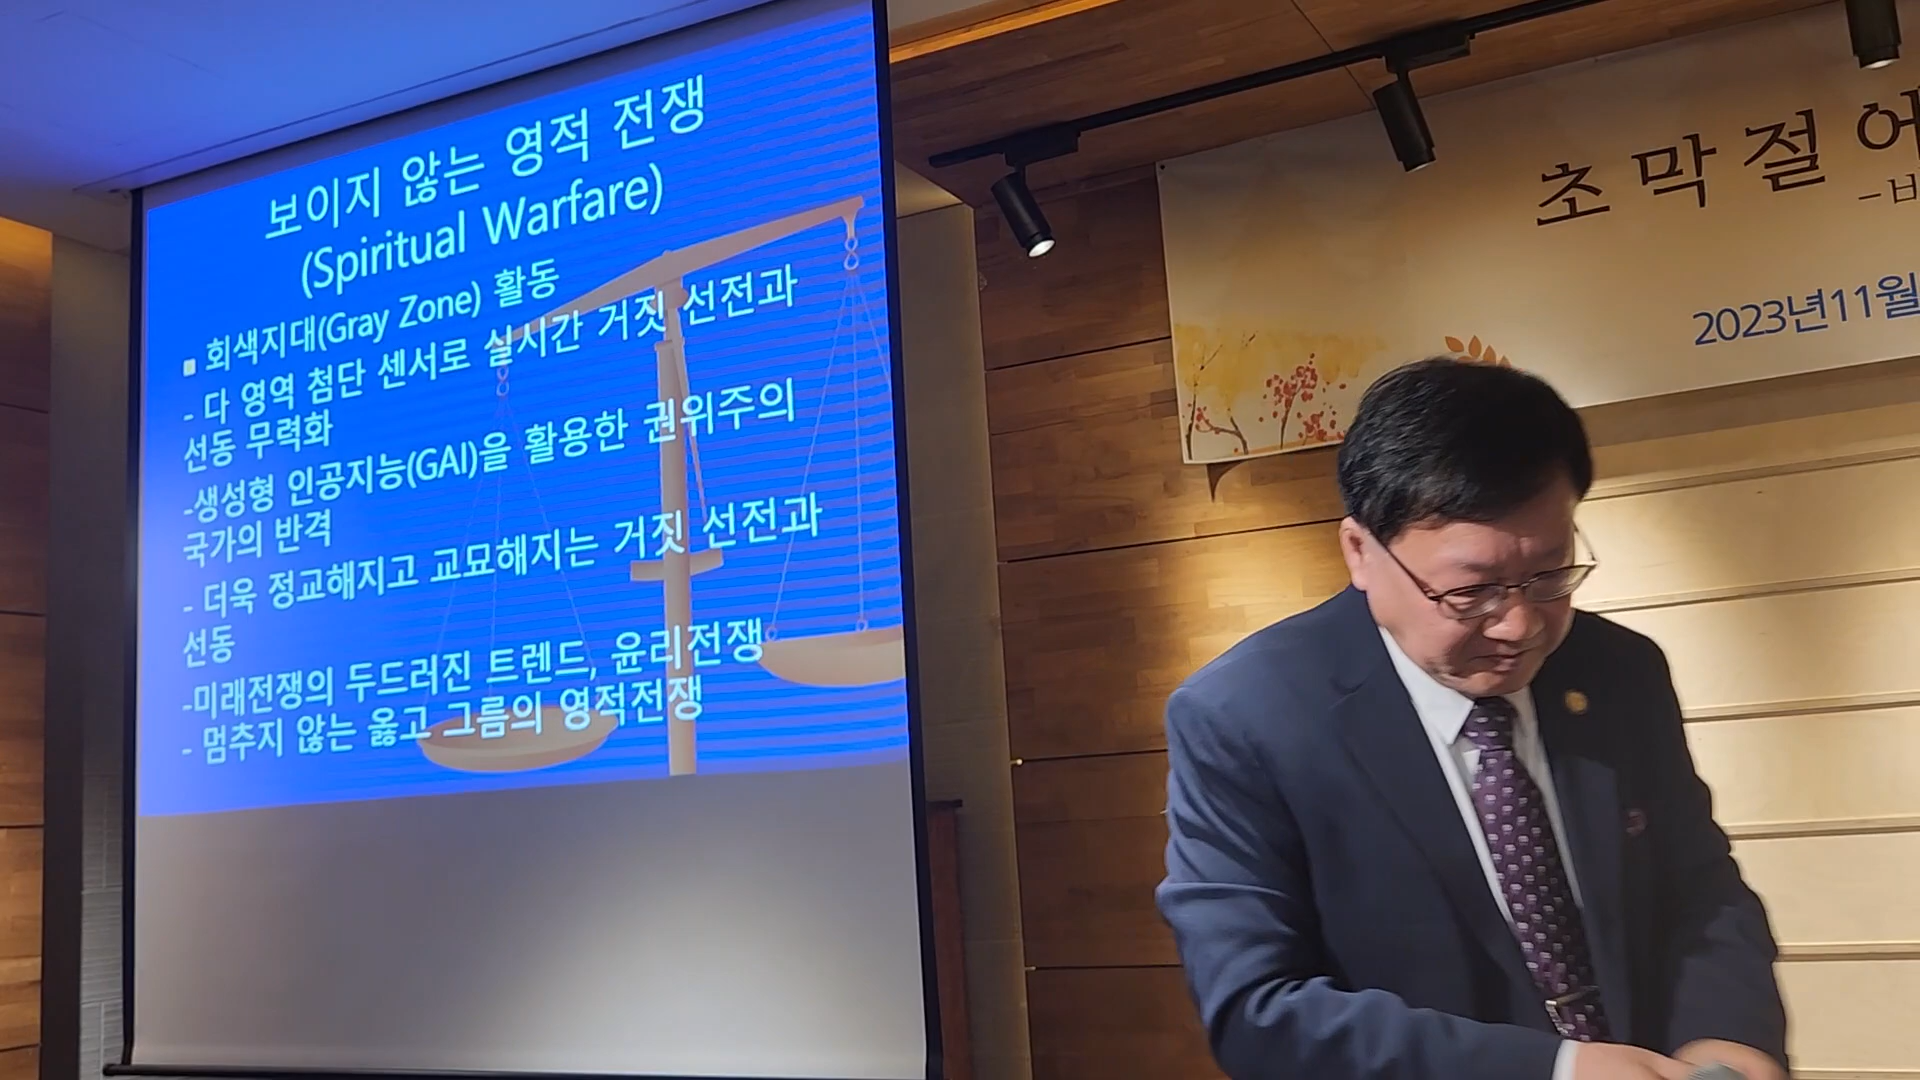 보이지 않는 영적 전쟁
(Spiritual Warfare)
■ 회색지대(Gray Zone) 활동
- 다 영역 첨단 센서로 실시간 거짓 선전과
선동 무력화
-생성형 인공지능(GAI)을 활용한 권위주의
국가의 반격
- 더욱 정교해지고 교묘해지는 거짓 선전과
선동
-미래전쟁의 두드러진 트렌드, 윤리전쟁
- 멈추지 않는 옳고 그름의 영적전쟁
초막절
2023년11월